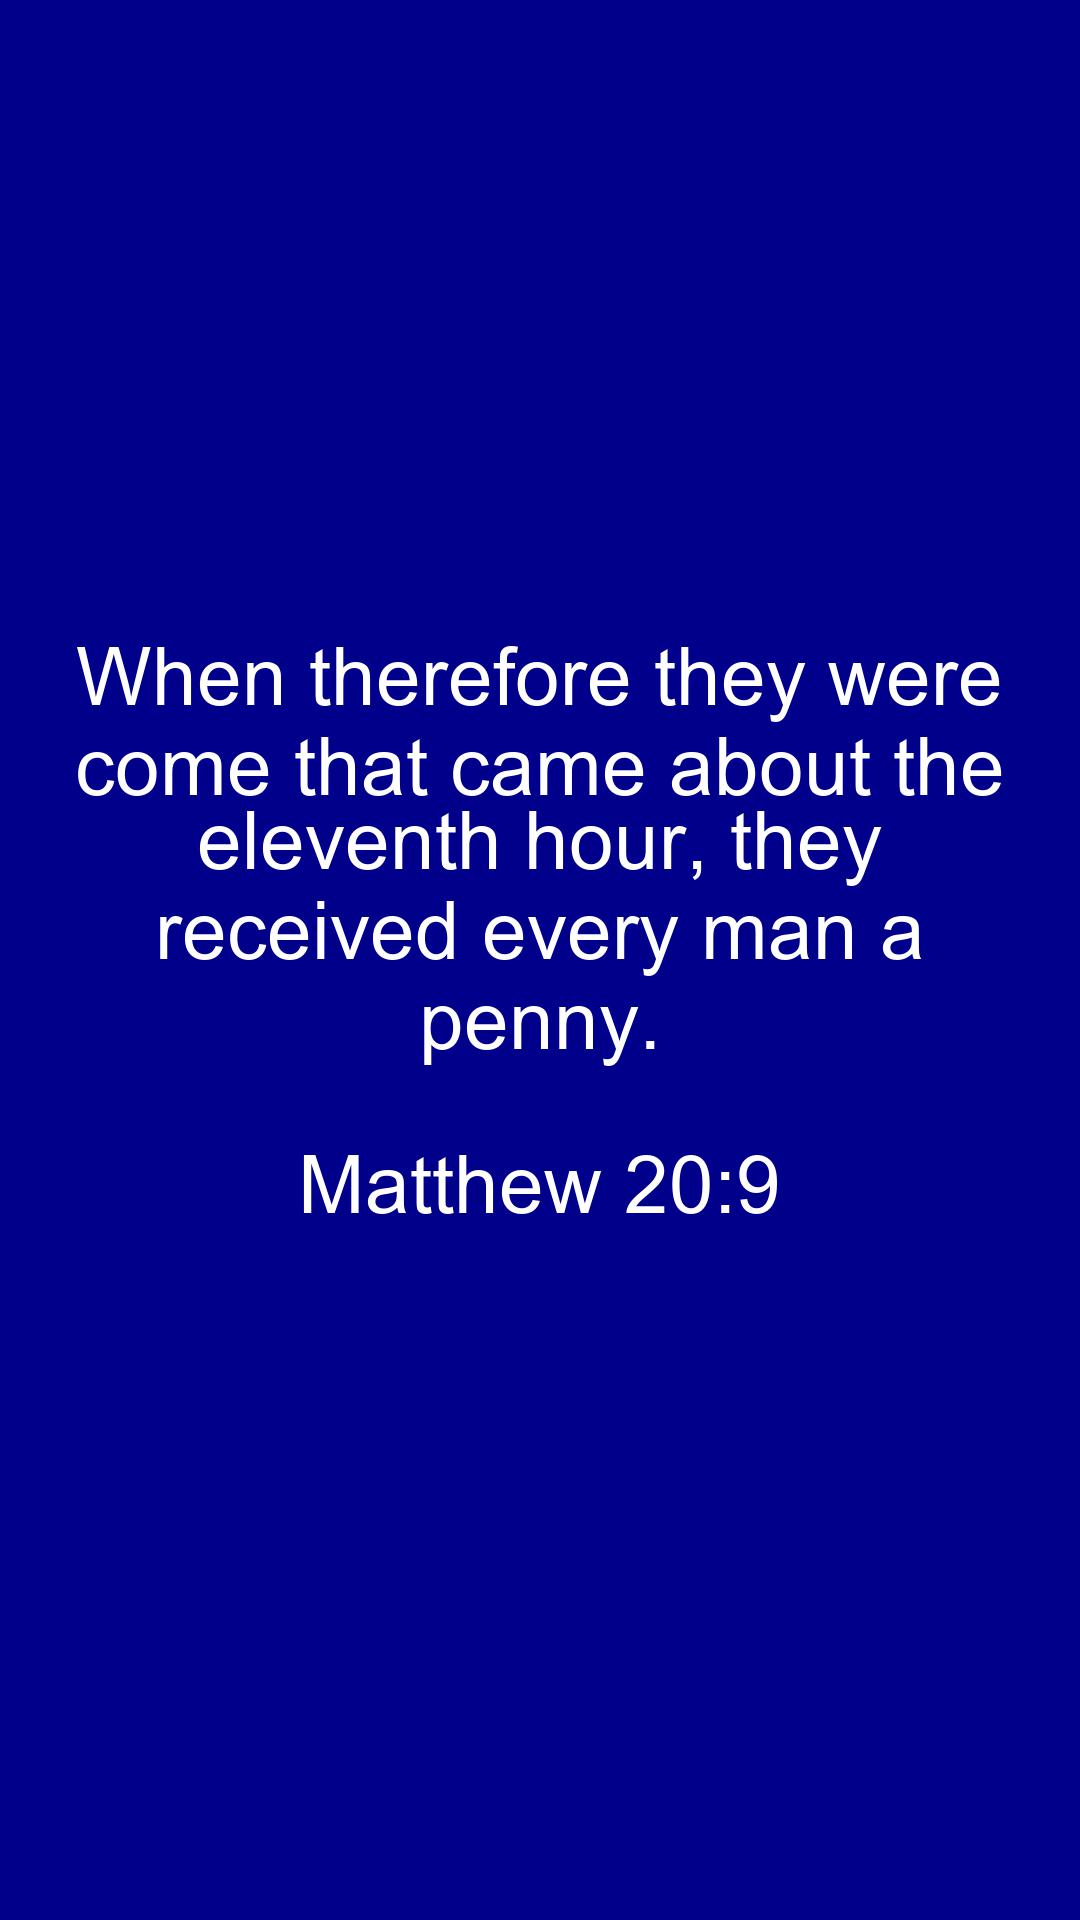 When therefore they were
come that came about the
eleventh hour, they
received every man a
penny.
Matthew 20:9